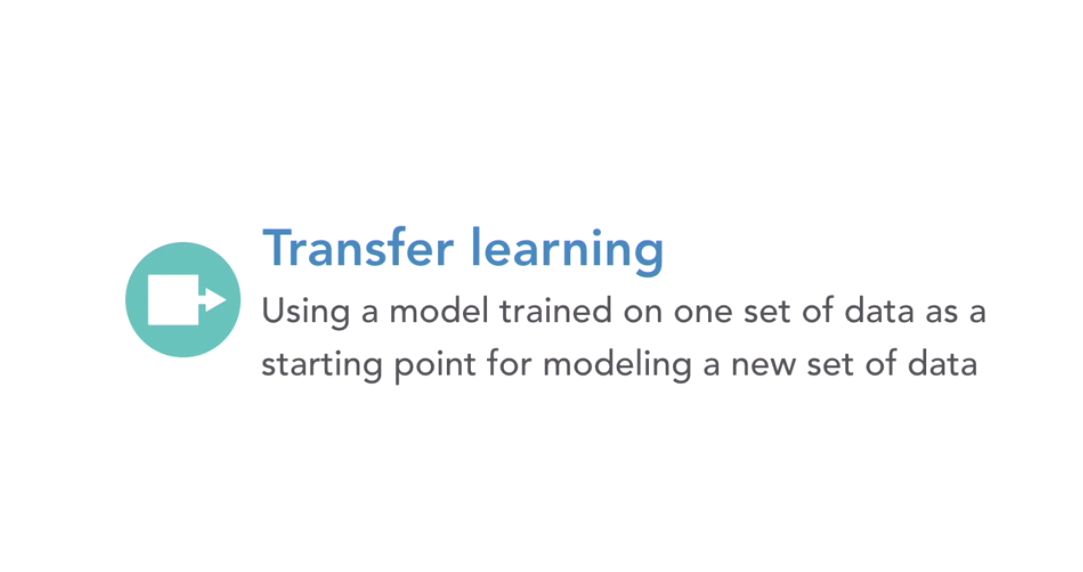 Transfer learning
Using a model trained on one set of data as a
starting point for modeling a new set of data